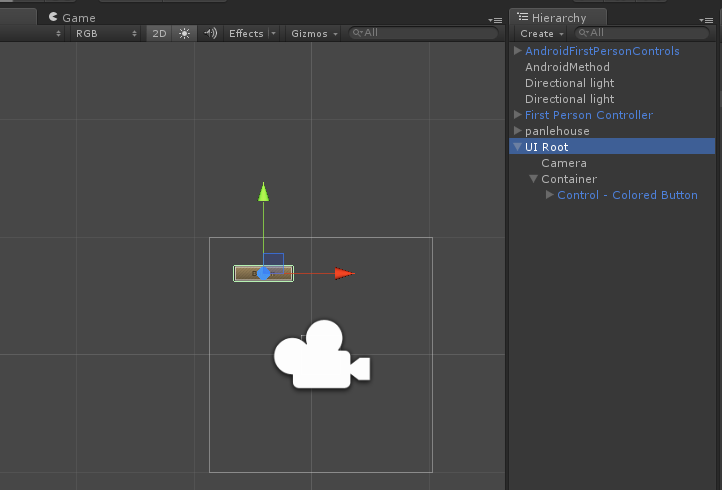 Game
Hierarchy
RGB
2D
Effects
Gizmos
All
Create
All
AndroidFirstPersonControls
AndroidMethod
Directional light
Directional light
First Person Controller
panlehouse
UI Root
Camera
Container
Control - Colored Button